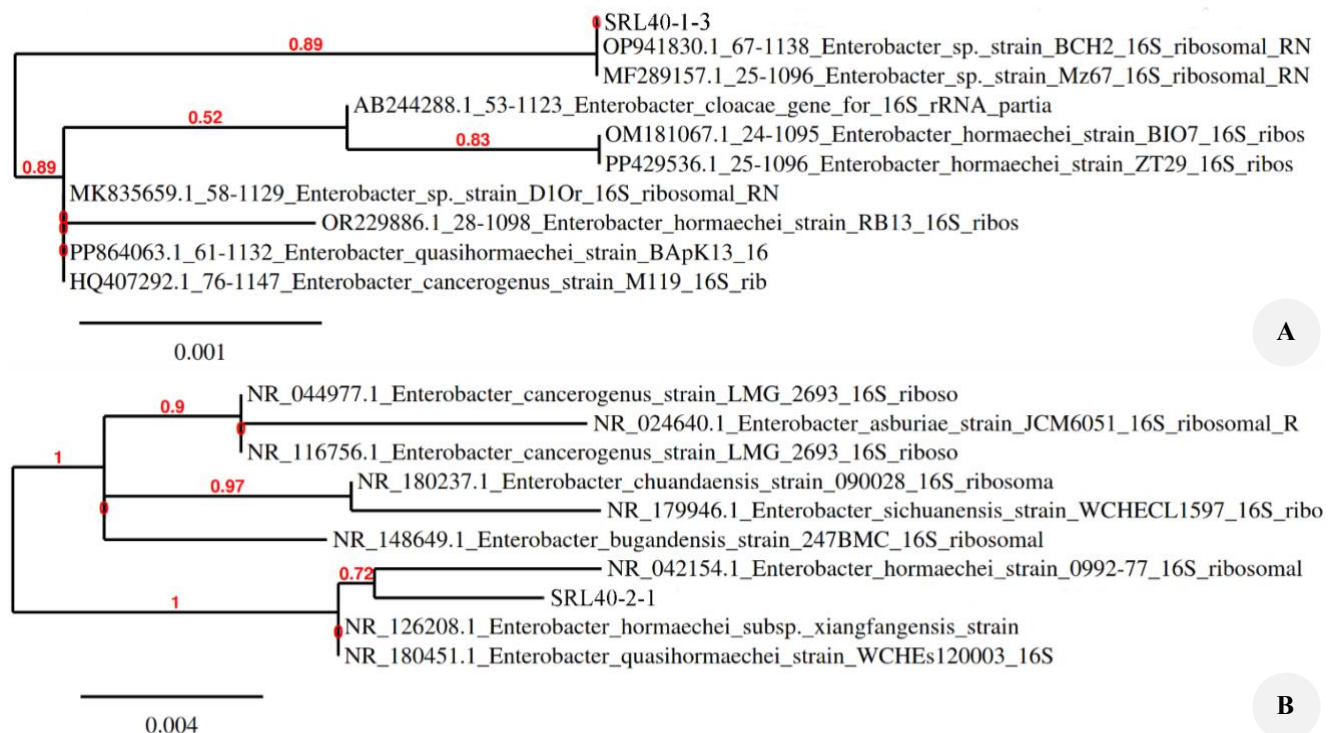 SRL40-1-3
0.89
OP941830.1_67-1138_Enterobacter_sp._strain_BCH2_16S_ribosomal_RN
MF289157.1_25-1096_Enterobacter_sp._strain_Mz67_16S_ribosomal_RN
AB244288.1_53-1123_Enterobacter_cloacae_gene_for_16S_rRNA_partia
0.52
OM181067.1_24-1095_Enterobacter_hormaechei_strain_BIO7_16S_ribos
0.83
PP429536.1_25-1096_Enterobacter_hormaechei_strain_ZT29_16S_ribos
0.89
MK835659.1_58-1129_Enterobacter_sp._strain_D1Or_16S_ribosomal_RN
0
0
OR229886.1_28-1098_Enterobacter_hormaechei_strain_RB13_16S_ribos
0
PP864063.1_61-1132_Enterobacter_quasihormaechei_strain_BApK13_16
HQ407292.1_76-1147_Enterobacter_cancerogenus_strain_M119_16S_rib
0.001
A
NR_044977.1_Enterobacter_cancerogenus_strain_LMG_2693_16S_riboso
0.9
0
NR_024640.1_Enterobacter_asburiae_strain_JCM6051_16S_ribosomal_R
NR_116756.1_Enterobacter_cancerogenus_strain_LMG_2693_16S_riboso
1
NR_180237.1_Enterobacter_chuandaensis_strain_090028_16S_ribosoma
0.97
0
NR_179946.1_Enterobacter_sichuanensis_strain_WCHECL1597_16S_ribo
NR_148649.1_Enterobacter_bugandensis_strain_247BMC_16S_ribosomal
0.72
NR_042154.1_Enterobacter_hormaechei_strain_0992-77_16S_ribosomal
SRL40-2-1
1
0
NR_126208.1_Enterobacter_hormaechei_subsp._xiangfangensis_strain
NR_180451.1_Enterobacter_quasihormaechei_strain_WCHEs120003_16S
0.004
B